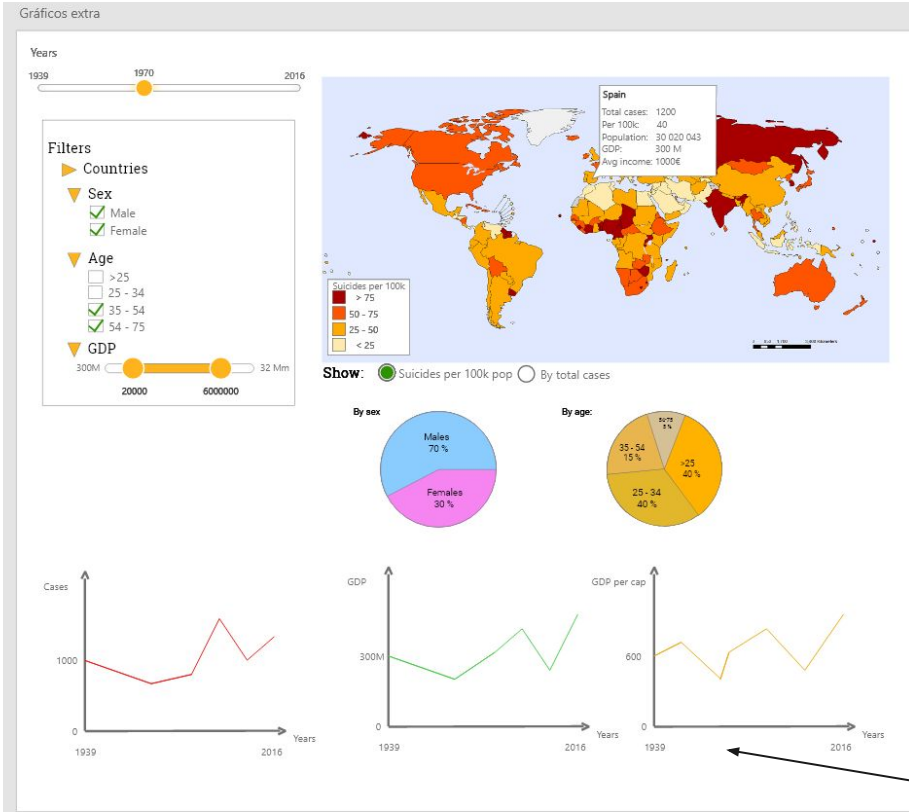 Gráficos extra
Years
1939 1970 2016
Filters
Countries
Sex
Male
Female
Age
>25
25 - 34
35 - 54
54 - 75
GDP
300M 32 Mm
20000 6000000
Spain
Total cases: 1200
Per 100k: 40
Population: 30 020 043
GDP: 300 M
Avg income: 1000€
Suicides per 100k
> 75
50 - 75
25 - 50
< 25
Show: Suicides per 100k pop By total cases
By sex
Males
70 %
Females
30 %
By age:
5 %
35 - 54
15 %
>25
40 %
25 - 34
40 %
Cases
1000
0
1939 2016
Years
GDP
300M
0
1939 2016
Years
GDP per cap
600
0
1939 2016
Years